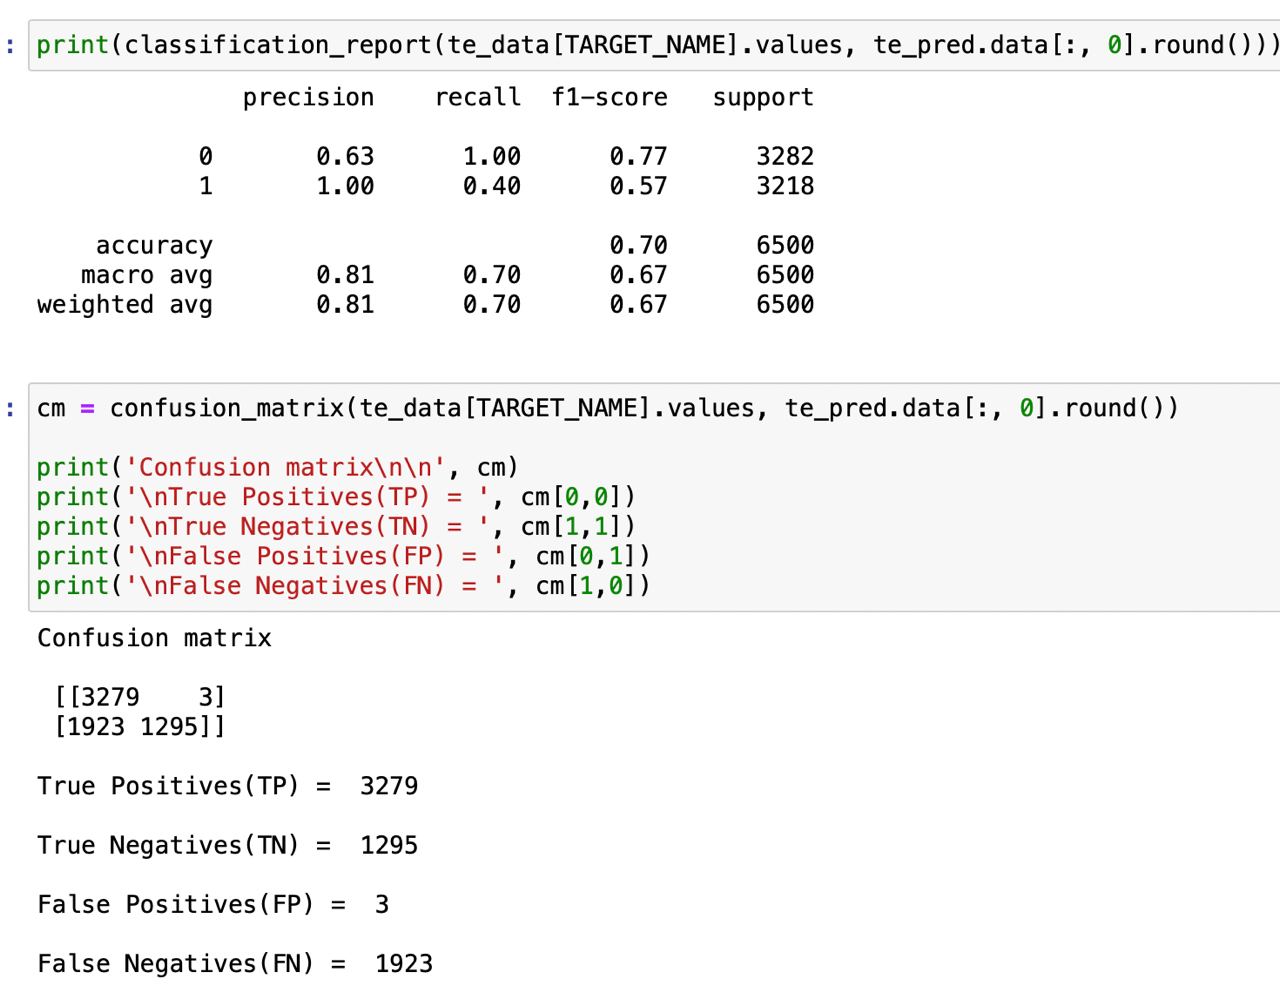 : print(classification_report(te_data[TARGET_NAME].values, te_pred.data[:, 0].round()))
precision recall f1-score support
0 0.63 1.00 0.77 3282
1 1.00 0.40 0.57 3218
accuracy 0.70 6500
macro avg 0.81 0.70 0.67 6500
weighted avg 0.81 0.70 0.67 6500
: cm = confusion_matrix(te_data[TARGET_NAME].values, te_pred.data[:, 0].round())
print('Confusion matrix\n\n', cm)
print('\nTrue Positives(TP) = ', cm[0,0])
print('\nTrue Negatives(TN) = ', cm[1,1])
print('\nFalse Positives(FP) = ', cm[0,1])
print('\nFalse Negatives(FN) = ', cm[1,0])
Confusion matrix
[[3279 3]
[1923 1295]]
True Positives(TP) = 3279
True Negatives(TN) = 1295
False Positives(FP) = 3
False Negatives(FN) = 1923